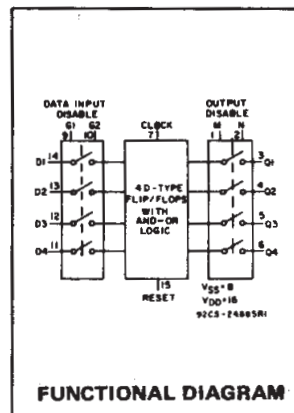 DATA INPUT DISABLE
G1 G2
9 10
CLOCK
7
OUTPUT DISABLE
M N
1 2
D1 14
D2 13
D3 12
D4 11
4D-TYPE
FLIP/FLOPS
WITH
AND-OR
LOGIC
3 Q1
4 Q2
5 Q3
6 Q4
15
RESET
VSS=8
VDD=16
92CS-24885R1
FUNCTIONAL DIAGRAM